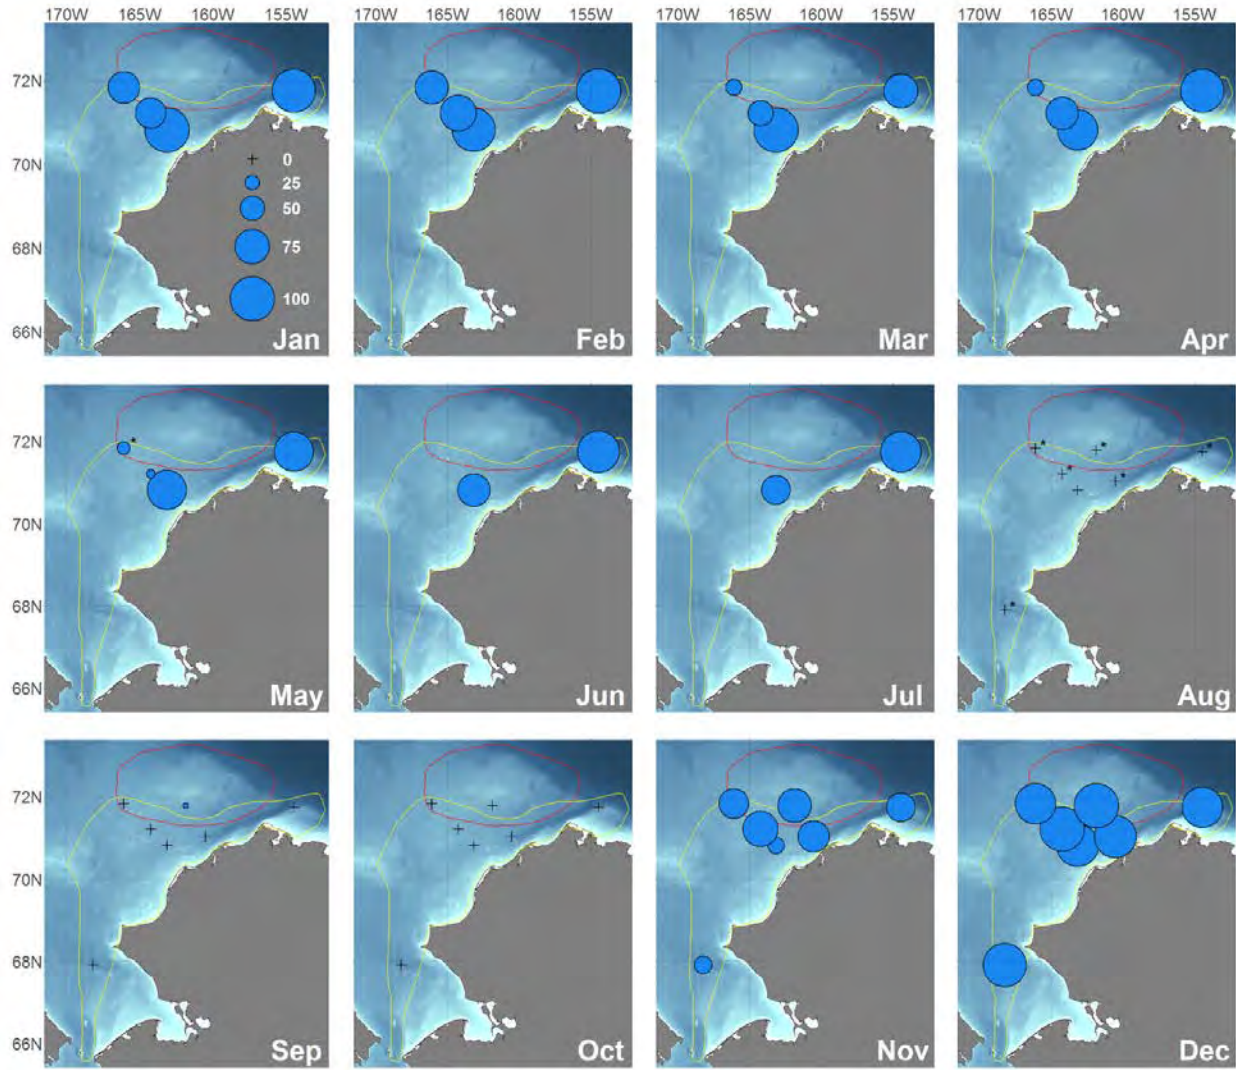 170W 165W 160W 155W 170W 165W 160W 155W 170W 165W 160W 155W 170W 165W 160W 155W
72N
70N
68N
66N
0
25
50
75
100
Jan Feb Mar Apr
72N
70N
68N
66N
May Jun Jul Aug
72N
70N
68N
66N
Sep Oct Nov Dec